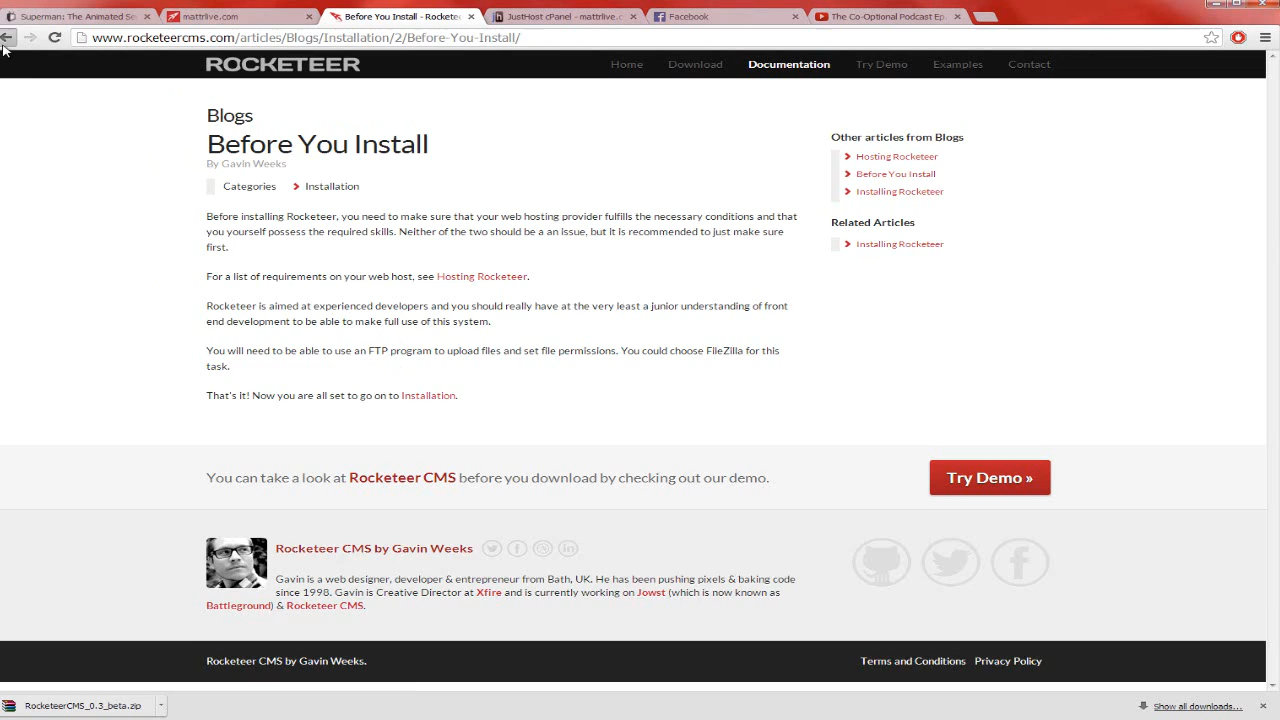 Superman: The Animated Se
mattrlive.com
Before You Install - Rockete
JustHost cPanel - mattrlive.c
Facebook
The Co-Optional Podcast Ep.
www.rocketeercms.com/articles/Blogs/Installation/2/Before-You-Install/
ROCKETEER
Home
Download
Documentation
Try Demo
Examples
Contact
Blogs
Before You Install
By Gavin Weeks
Categories
Installation
Before installing Rocketeer, you need to make sure that your web hosting provider fulfills the necessary conditions and that
you yourself possess the required skills. Neither of the two should be a an issue, but it is recommended to just make sure
first.
For a list of requirements on your web host, see Hosting Rocketeer.
Rocketeer is aimed at experienced developers and you should really have at the very least a junior understanding of front
end development to be able to make full use of this system.
You will need to be able to use an FTP program to upload files and set file permissions. You could choose FileZilla for this
task.
That's it! Now you are all set to go on to Installation.
Other articles from Blogs
Hosting Rocketeer
Before You Install
Installing Rocketeer
Related Articles
Installing Rocketeer
You can take a look at Rocketeer CMS before you download by checking out our demo.
Try Demo »
Rocketeer CMS by Gavin Weeks
Gavin is a web designer, developer & entrepreneur from Bath, UK. He has been pushing pixels & baking code
since 1998. Gavin is Creative Director at Xfire and is currently working on Jowst (which is now known as
Battleground) & Rocketeer CMS.
Rocketeer CMS by Gavin Weeks.
Terms and Conditions
Privacy Policy
RocketeerCMS_0.3_beta.zip
Show all downloads...